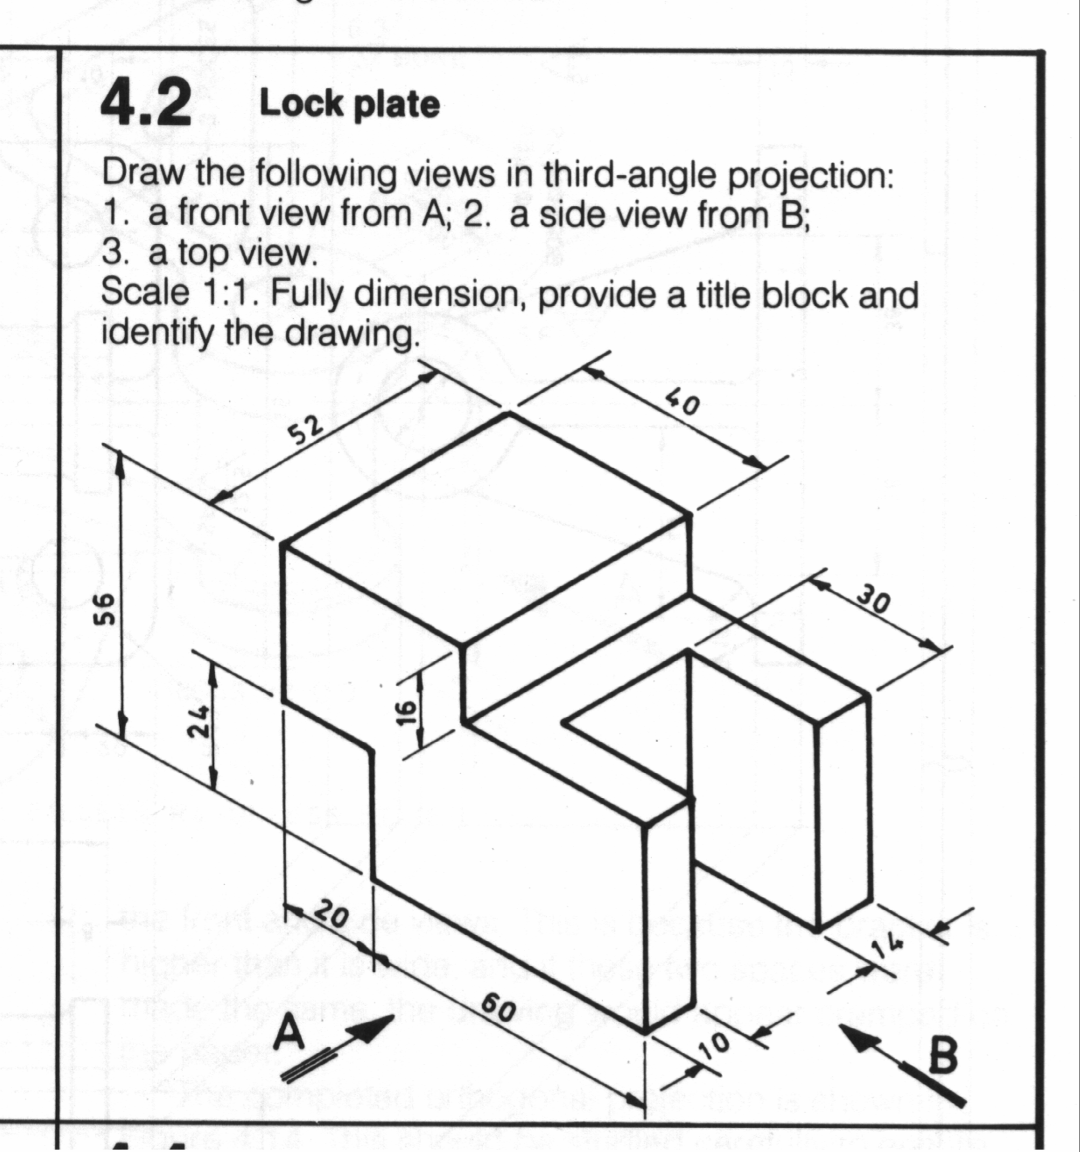 4.2 Lock plate
Draw the following views in third-angle projection:
1. a front view from A; 2. a side view from B;
3. a top view.
Scale 1:1. Fully dimension, provide a title block and
identify the drawing.
52
40
56
30
24
16
20
14
60
10
A
B